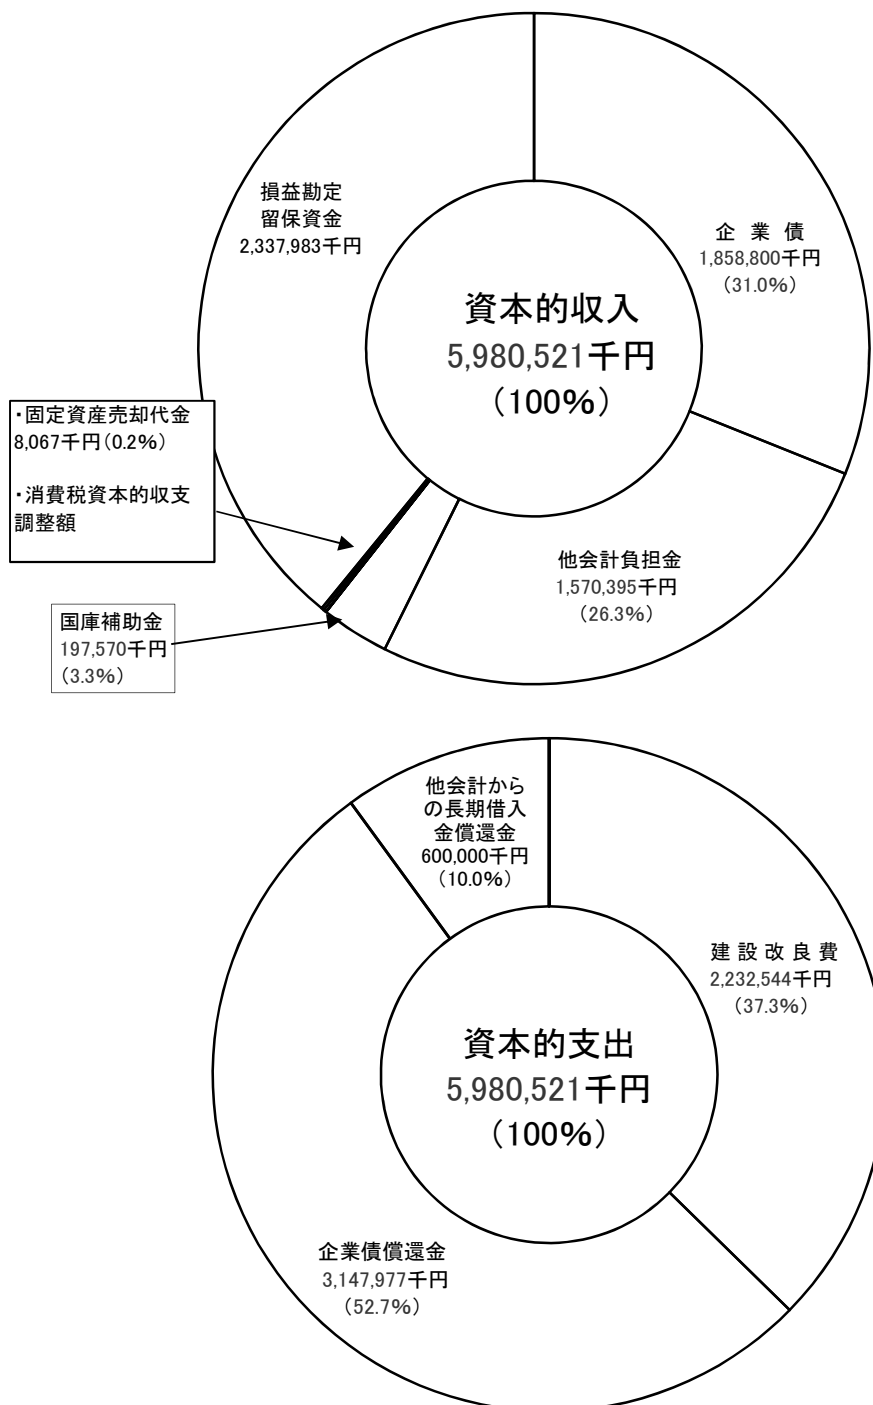 損益勘定
留保資金
2,337,983千円
企 業 債
1,858,800千円
（31.0%）
資本的収入
5,980,521千円
（100%）
・固定資産売却代金
8,067千円（0.2%）
・消費税資本的収支
調整額
他会計負担金
1,570,395千円
（26.3%）
国庫補助金
197,570千円
（3.3%）
他会計から
の長期借入
金償還金
600,000千円
（10.0%）
建 設 改 良 費
2,232,544千円
（37.3%）
資本的支出
5,980,521千円
（100%）
企業債償還金
3,147,977千円
（52.7%）